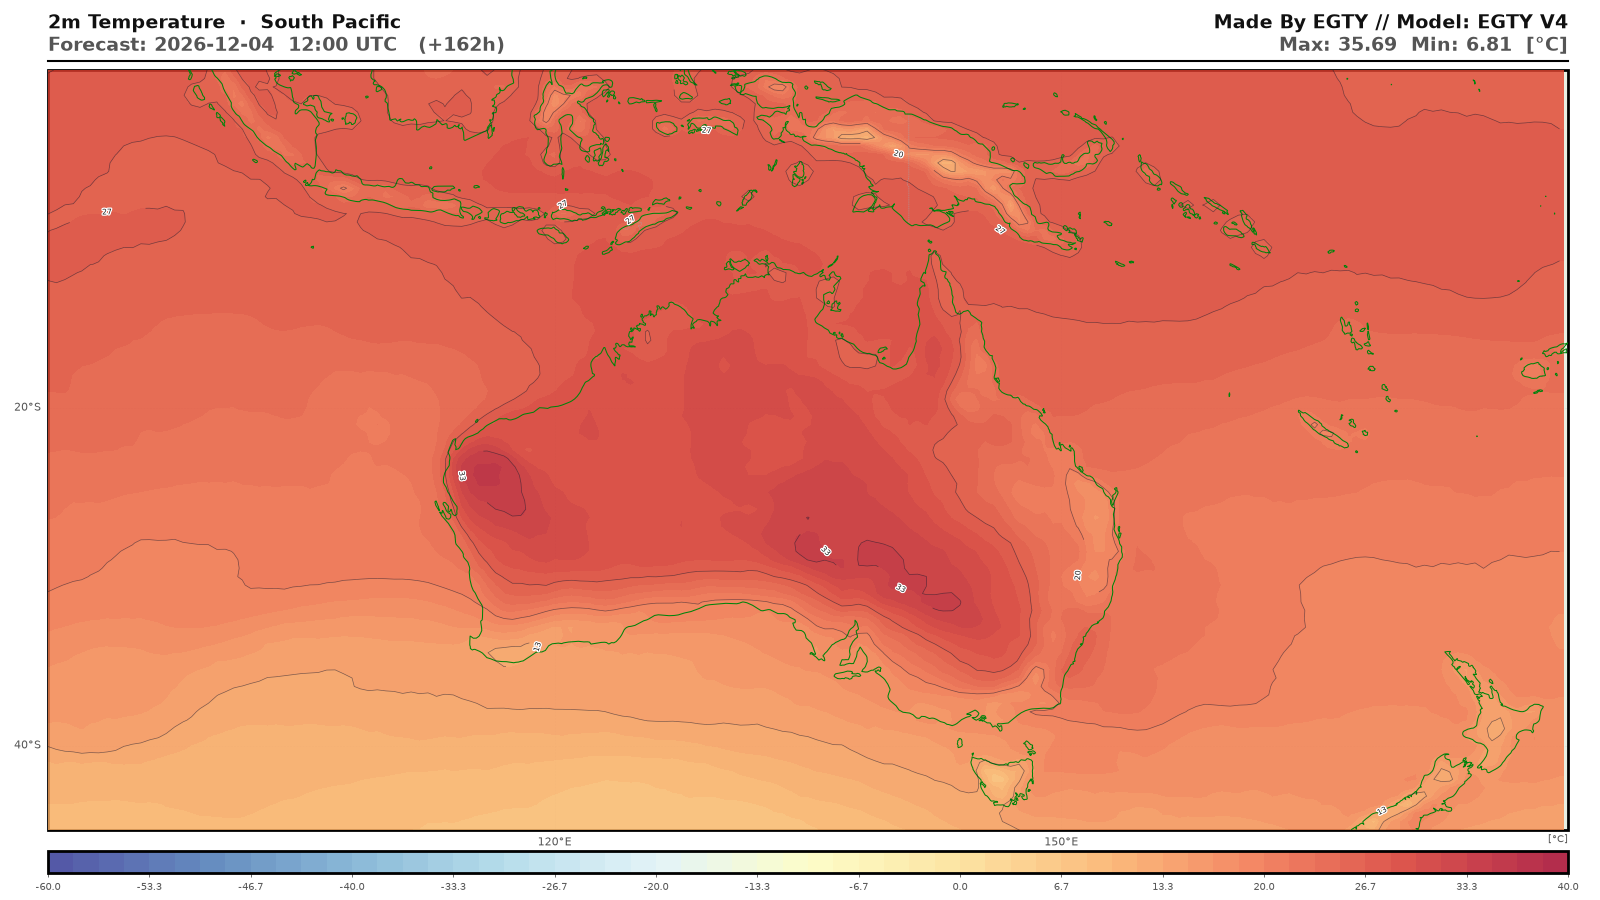 2m Temperature · South Pacific
Made By EGTY // Model: EGTY V4
Forecast: 2026-12-04 12:00 UTC (+162h)
Max: 35.69 Min: 6.81 [°C]
27
20
27
27
27
27
20°S
33
33
33
20
13
40°S
13
120°E
150°E
[°C]
-60.0 -53.3 -46.7 -40.0 -33.3 -26.7 -20.0 -13.3 -6.7 0.0 6.7 13.3 20.0 26.7 33.3 40.0